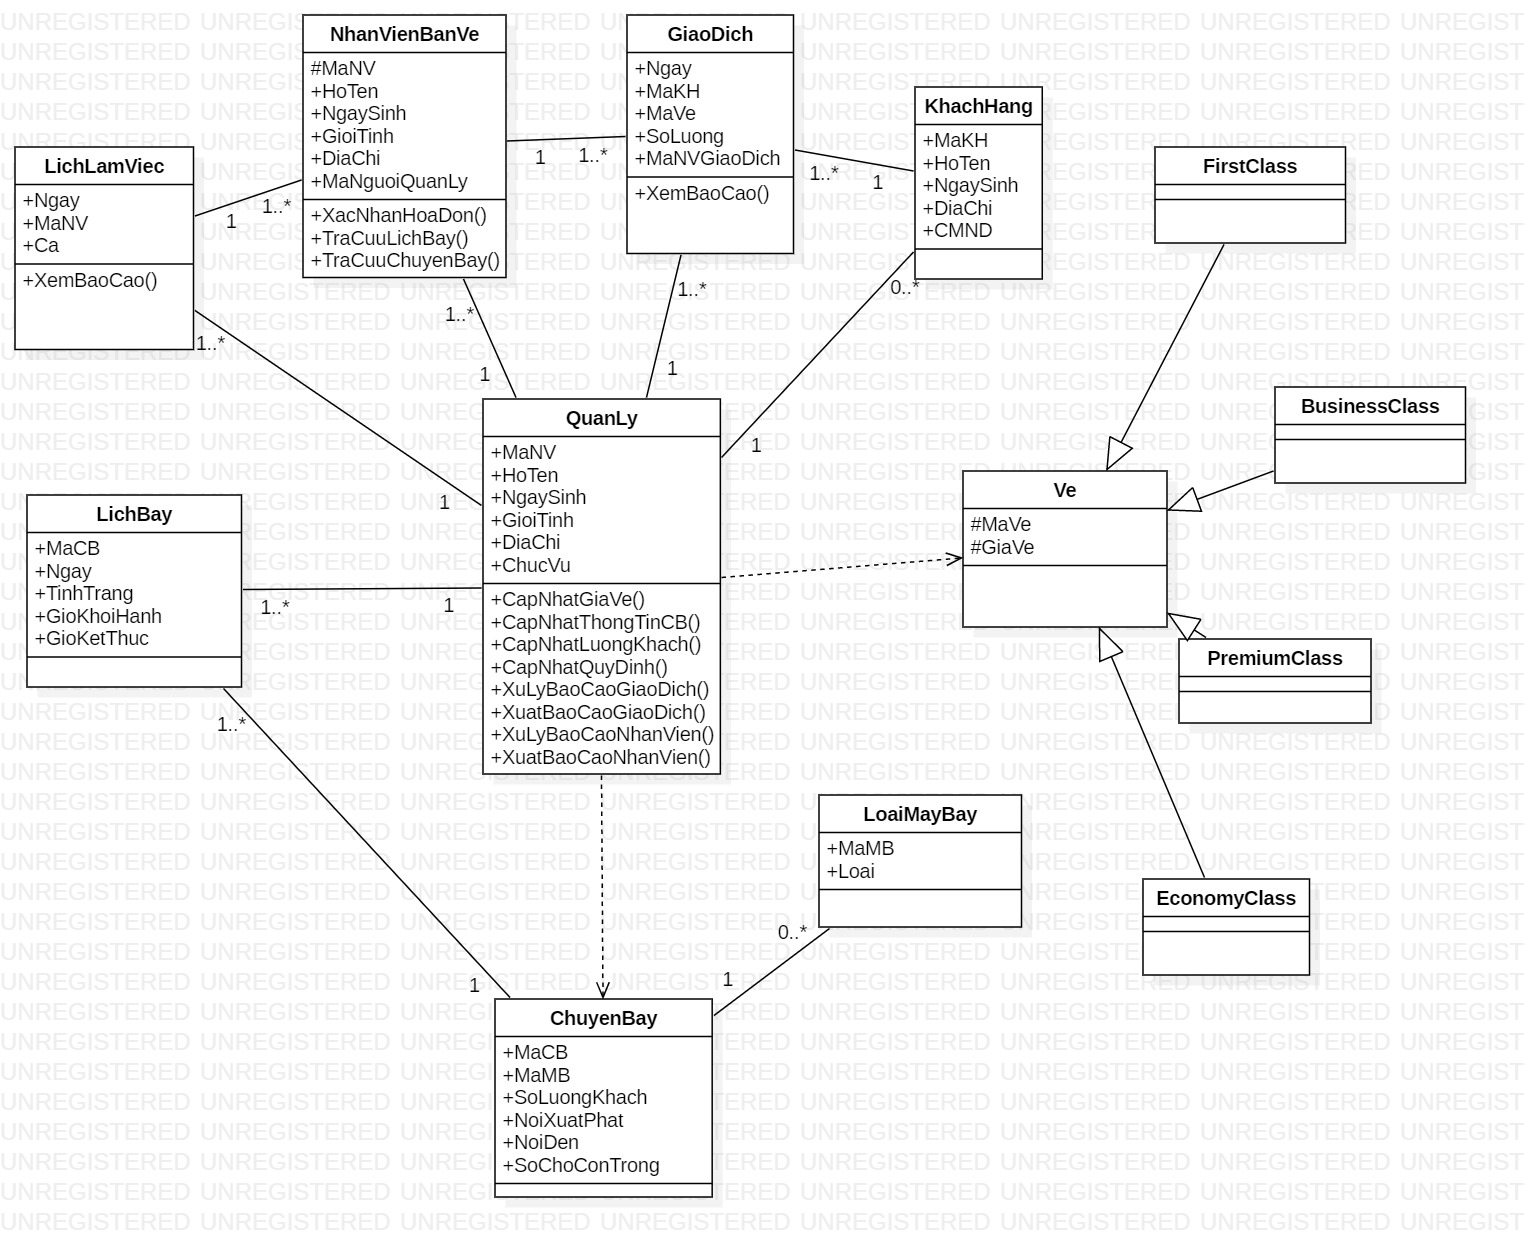 NhanVienBanVe
#MaNV
+HoTen
+NgaySinh
+GioiTinh
+DiaChi
+MaNguoiQuanLy
+XacNhanHoaDon()
+TraCuuLichBay()
+TraCuuChuyenBay()
GiaoDich
+Ngay
+MaKH
+MaVe
+SoLuong
+MaNVGiaoDich
+XemBaoCao()
KhachHang
+MaKH
+HoTen
+NgaySinh
+DiaChi
+CMND
LichLamViec
+Ngay
+MaNV
+Ca
+XemBaoCao()
FirstClass
BusinessClass
1
1..*
1
1..*
1..*
1
1..*
1
1..*
1
0..*
1
1..*
1
QuanLy
+MaNV
+HoTen
+NgaySinh
+GioiTinh
+DiaChi
+ChucVu
+CapNhatGiaVe()
+CapNhatThongTinCB()
+CapNhatLuongKhach()
+CapNhatQuyDinh()
+XuLyBaoCaoGiaoDich()
+XuatBaoCaoGiaoDich()
+XuLyBaoCaoNhanVien()
+XuatBaoCaoNhanVien()
Ve
#MaVe
#GiaVe
LichBay
+MaCB
+Ngay
+TinhTrang
+GioKhoiHanh
+GioKetThuc
1..*
1
PremiumClass
1..*
1
LoaiMayBay
+MaMB
+Loai
0..*
1
EconomyClass
ChuyenBay
+MaCB
+MaMB
+SoLuongKhach
+NoiXuatPhat
+NoiDen
+SoChoConTrong
UNREGISTERED